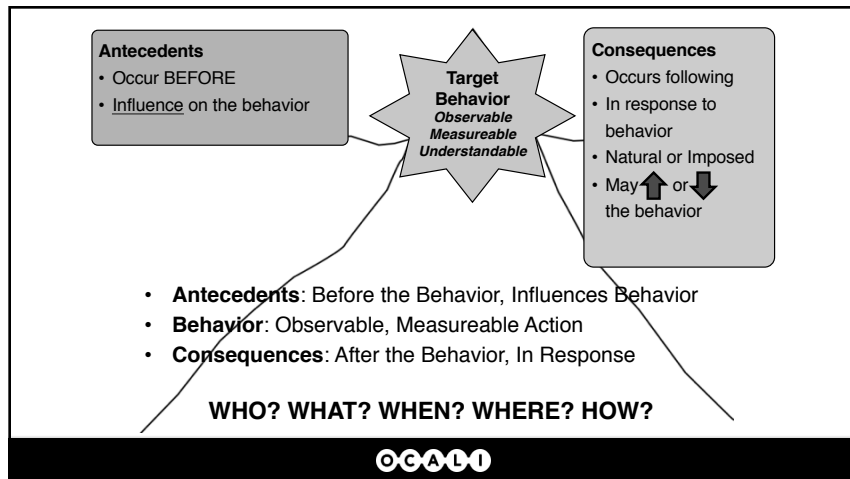 Antecedents
• Occur BEFORE
• Influence on the behavior
Target
Behavior
Observable
Measureable
Understandable
Consequences
• Occurs following
• In response to
behavior
• Natural or Imposed
• May or
the behavior
• Antecedents: Before the Behavior, Influences Behavior
• Behavior: Observable, Measureable Action
• Consequences: After the Behavior, In Response
WHO? WHAT? WHEN? WHERE? HOW?
OCALI